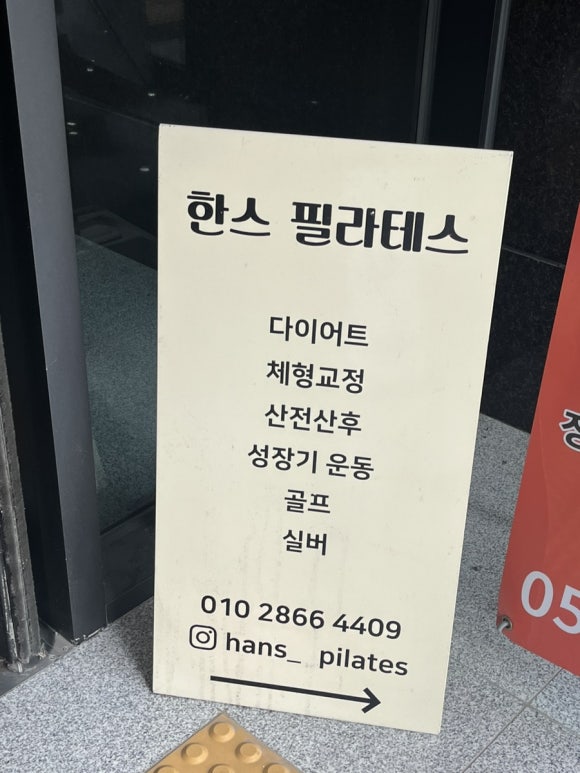 한스 필라테스
다이어트
체형교정
산전산후
성장기 운동
골프
실버
010 2866 4409
hans_ pilates
05